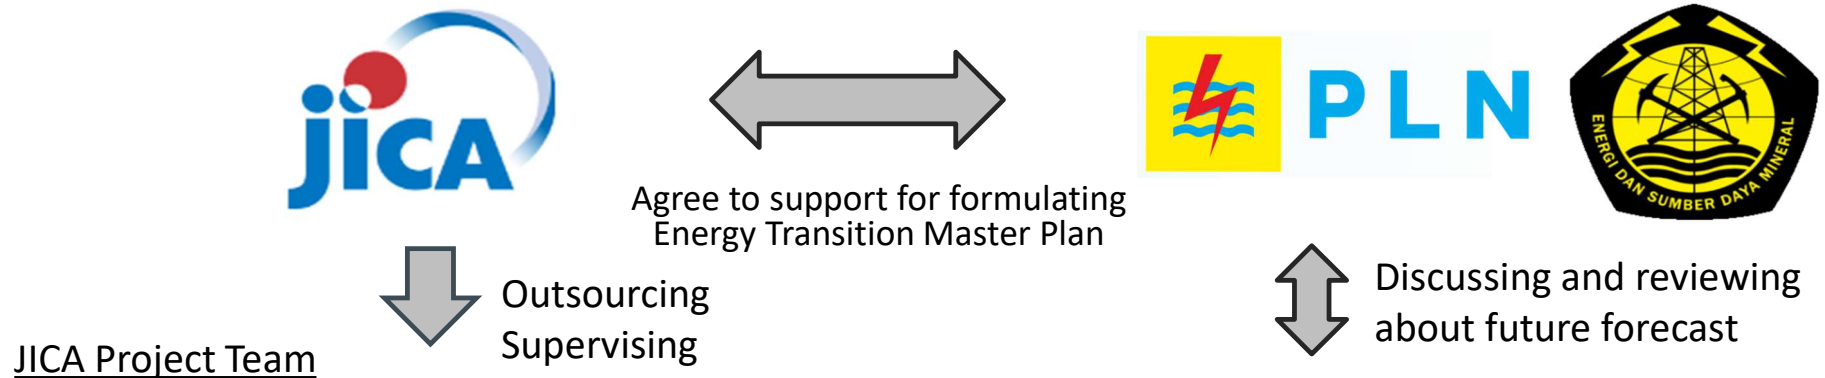 jiCA
PLN
ENERGI DAN SUMBER DAYA MINERAL
Agree to support for formulating
Energy Transition Master Plan
Outsourcing
Supervising
Discussing and reviewing
about future forecast
JICA Project Team